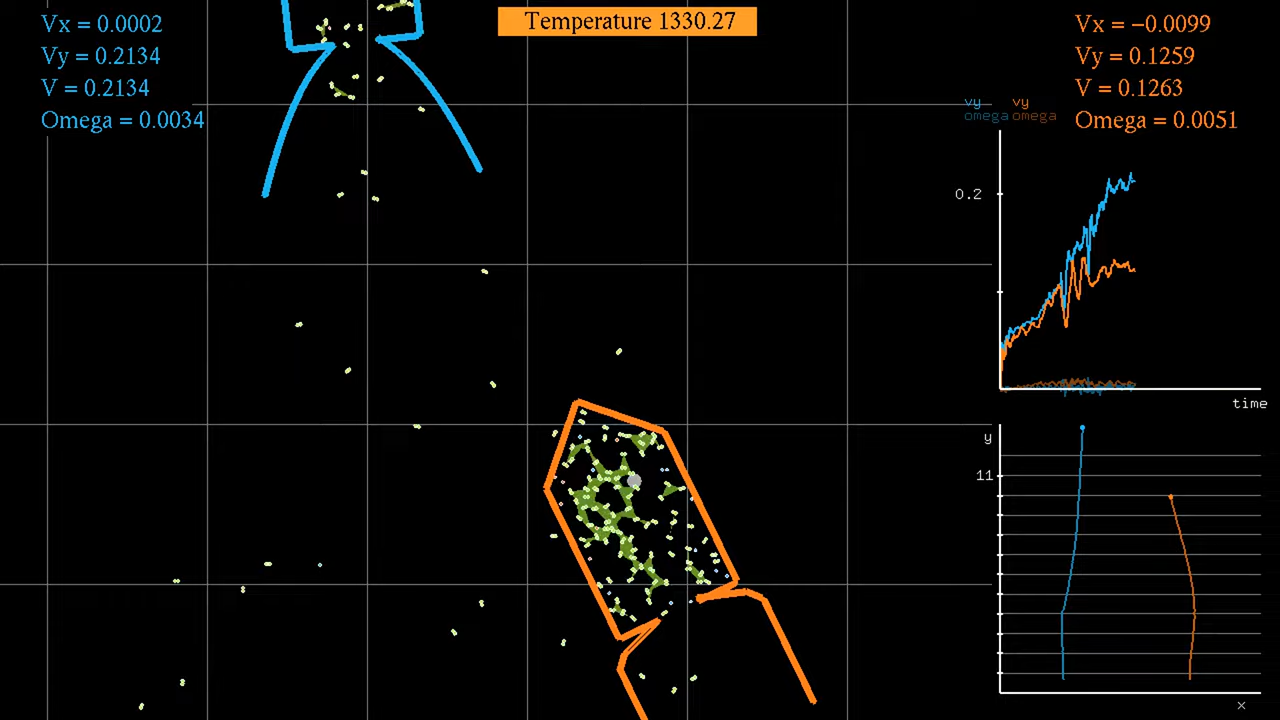 Vx = 0.0002
Vy = 0.2134
V = 0.2134
Omega = 0.0034
Temperature 1330.27
Vx = −0.0099
Vy = 0.1259
V = 0.1263
Omega = 0.0051
vy vy
omega omega
0.2
time
y
11
x